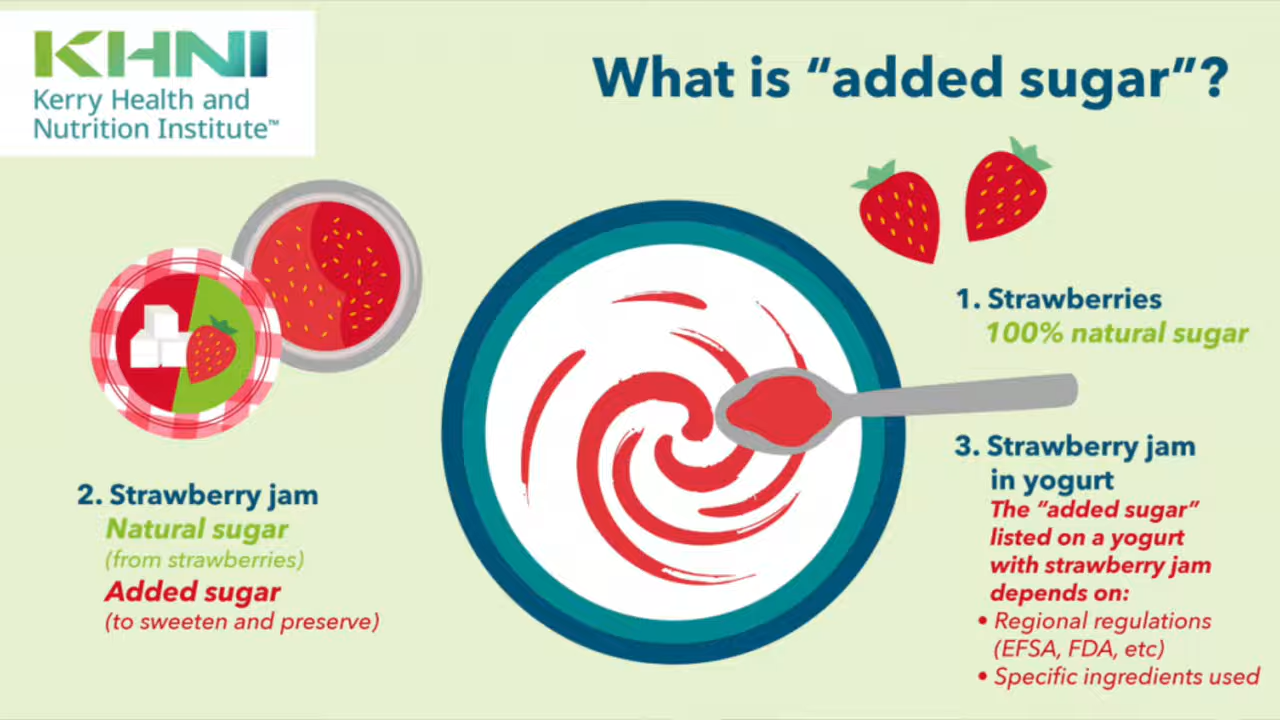 KHNI
Kerry Health and
Nutrition Institute™
What is “added sugar”?
1. Strawberries
100% natural sugar
2. Strawberry jam
Natural sugar
(from strawberries)
Added sugar
(to sweeten and preserve)
3. Strawberry jam
in yogurt
The “added sugar”
listed on a yogurt
with strawberry jam
depends on:
• Regional regulations
(EFSA, FDA, etc)
• Specific ingredients used